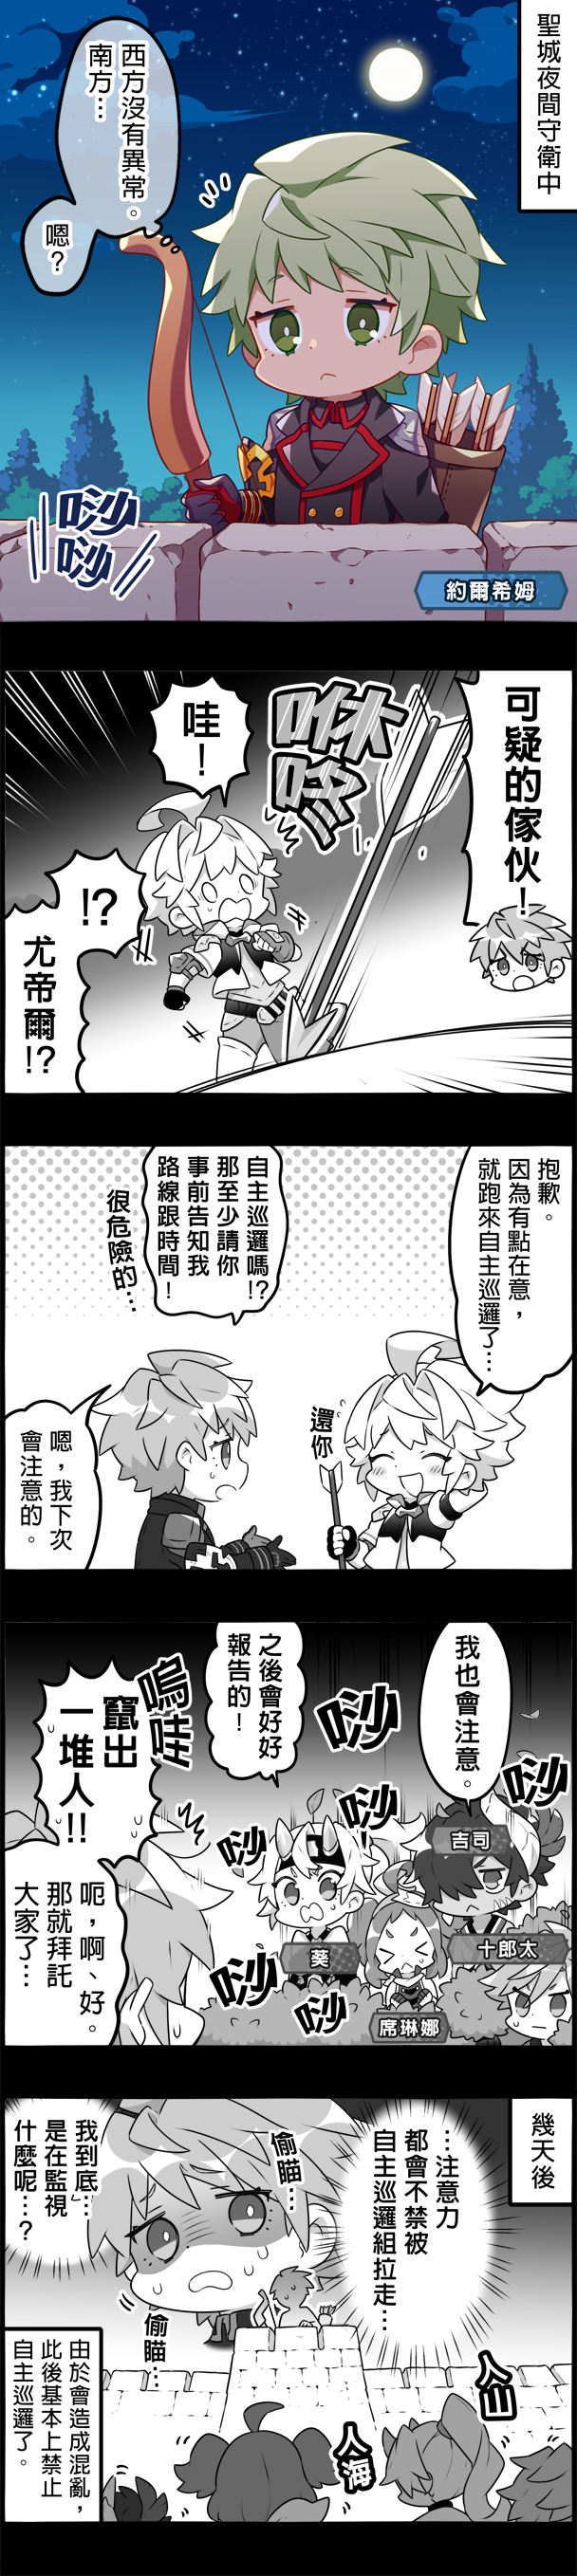 聖城夜間守衛中
西方沒有異常。
南方…
嗯？
唦
唦
約爾希姆
可疑的傢伙！
咻
咚
哇！
!?
尤帝爾!?
抱歉。
因為有點在意，
就跑來自主巡邏了…
自主巡邏嗎!?
那至少請你
事前告知我
路線跟時間！
很危險的…
還你
嗯，我下次
會注意的。
我也會注意。
唦
吉司
十郎太
唦
之後會好好
報告的！
唦
唦
葵
席琳娜
唦
唦
嗚哇
竄出
一堆人!!
呃，啊、好。
那就拜託
大家了…
幾天後
…注意力
都會不禁被
自主巡邏組拉走…
偷瞄…
我到底…
是在監視
什麼呢…？
偷瞄…
人山
人海
由於會造成混亂，
此後基本上禁止
自主巡邏了。